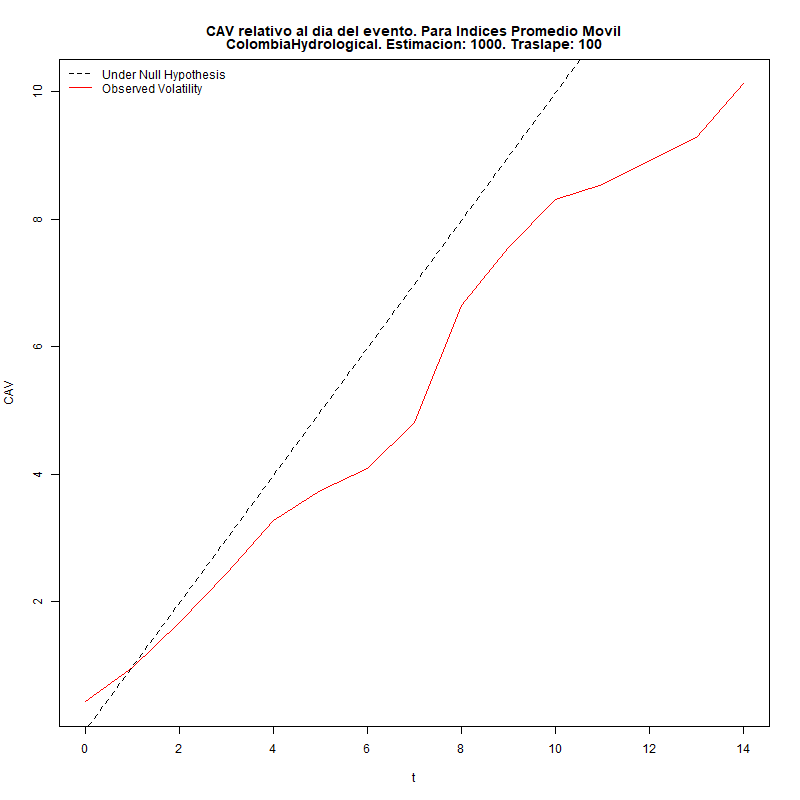 CAV relativo al dia del evento. Para Indices Promedio Movil
ColombiaHydrological. Estimacion: 1000. Traslape: 100
Under Null Hypothesis
Observed Volatility
10
8
6
4
2
CAV
0 2 4 6 8 10 12 14
t